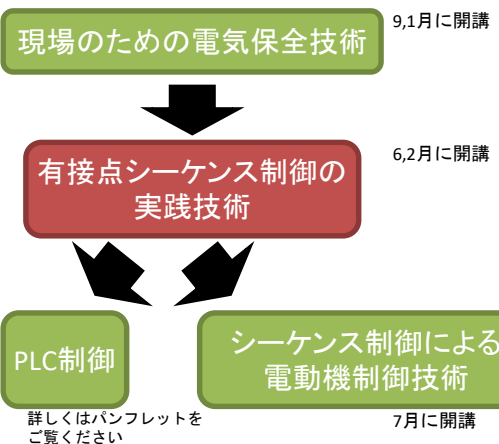 現場のための電気保全技術
9,1月に開講
有接点シーケンス制御の
実践技術
6,2月に開講
PLC制御
シーケンス制御による
電動機制御技術
詳しくはパンフレットを
ご覧ください
7月に開講